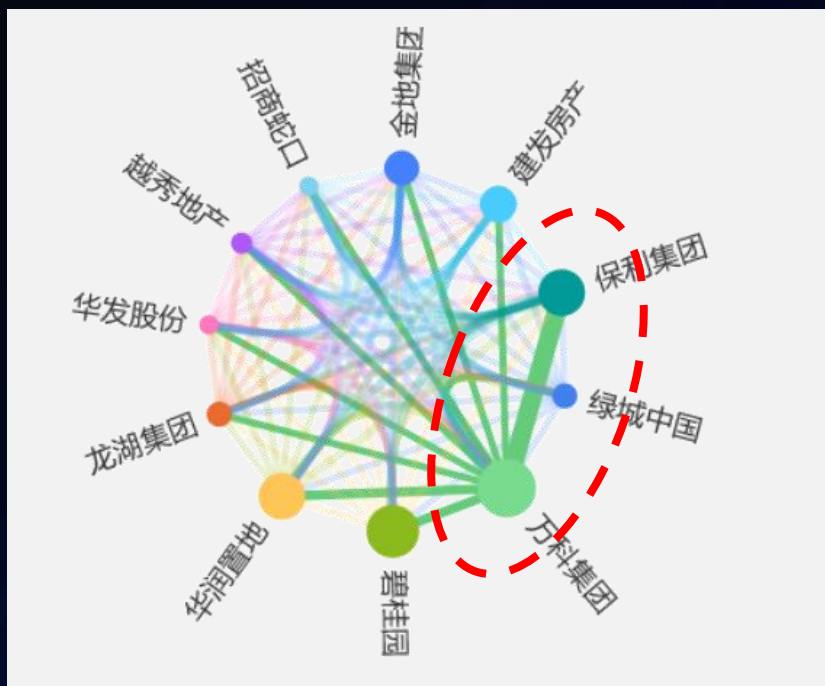 金地集团
建发房产
保利集团
绿城中国
万科集团
碧桂园
华润置地
龙湖集团
华发股份
越秀地产
招商蛇口